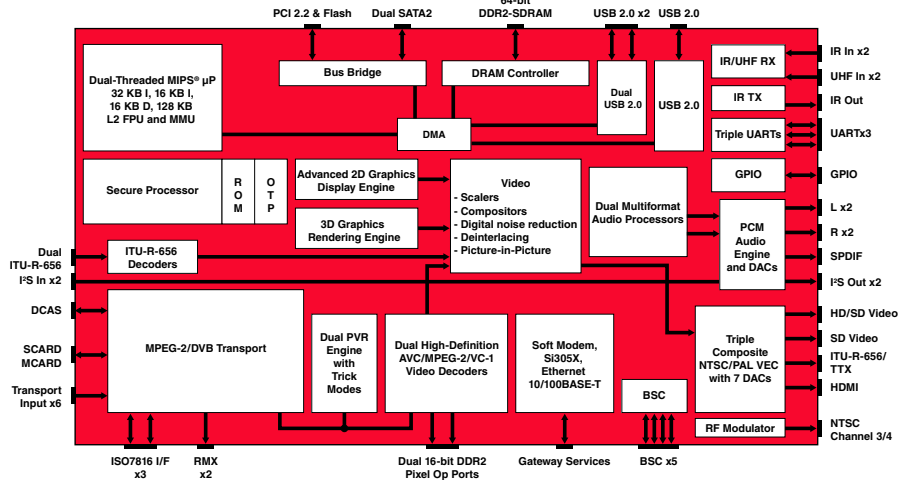 PCI 2.2 & Flash
Dual SATA2
64-bit
DDR2-SDRAM
USB 2.0 x2
USB 2.0
Dual-Threaded MIPS® µP
32 KB I, 16 KB I,
16 KB D, 128 KB
L2 FPU and MMU
Bus Bridge
DRAM Controller
Dual
USB 2.0
USB 2.0
IR/UHF RX
IR In x2
UHF In x2
IR TX
IR Out
DMA
Triple UARTs
UARTx3
Secure Processor
R
O
M
O
T
P
Advanced 2D Graphics
Display Engine
3D Graphics
Rendering Engine
Video
- Scalers
- Compositors
- Digital noise reduction
- Deinterlacing
- Picture-in-Picture
Dual Multiformat
Audio Processors
GPIO
GPIO
PCM
Audio
Engine
and DACs
L x2
R x2
SPDIF
I²S Out x2
Dual
ITU-R-656
ITU-R-656
Decoders
I²S In x2
DCAS
SCARD
MCARD
Transport
Input x6
MPEG-2/DVB Transport
Dual PVR
Engine
with
Trick
Modes
Dual High-Definition
AVC/MPEG-2/VC-1
Video Decoders
Soft Modem,
Si305X,
Ethernet
10/100BASE-T
BSC
Triple
Composite
NTSC/PAL VEC
with 7 DACs
HD/SD Video
SD Video
ITU-R-656/
TTX
HDMI
RF Modulator
NTSC
Channel 3/4
ISO7816 I/F
x3
RMX
x2
Dual 16-bit DDR2
Pixel Op Ports
Gateway Services
BSC x5